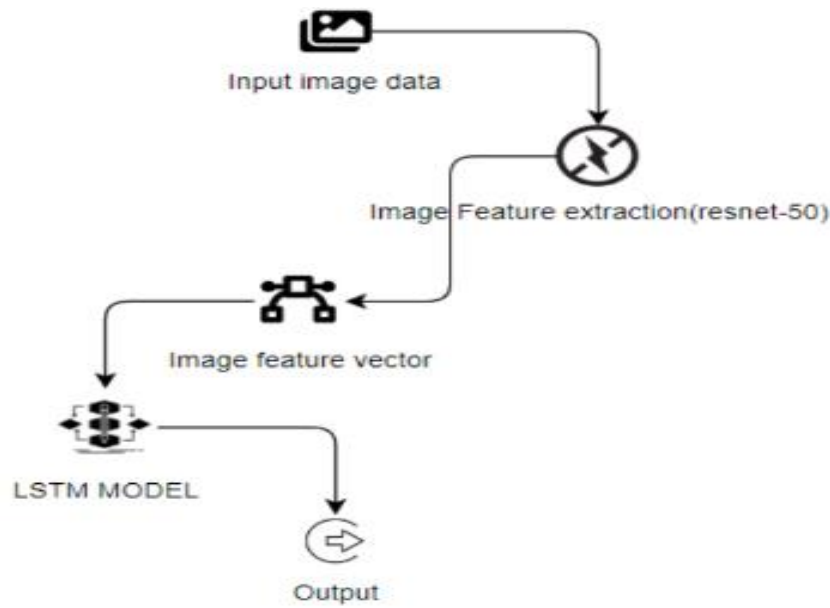 Input image data
Image Feature extraction(resnet-50)
Image feature vector
LSTM MODEL
Output